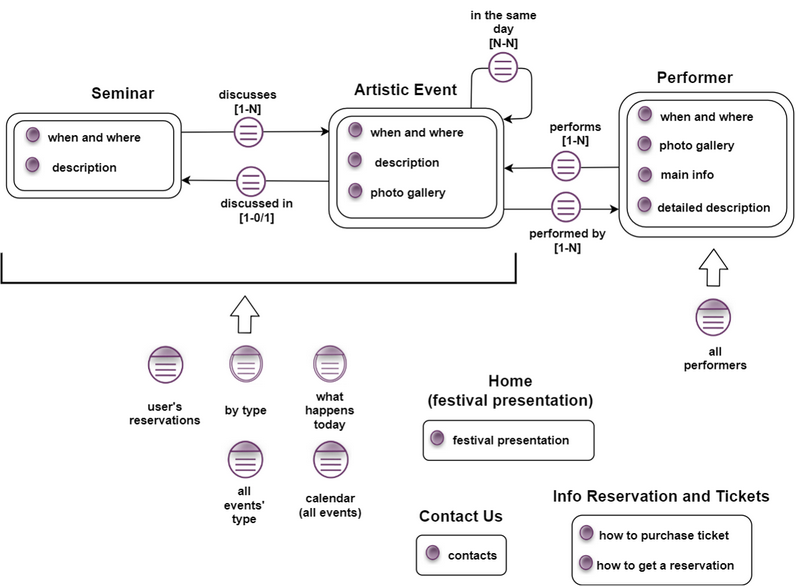 in the same
day
[N-N]
Seminar
discusses
[1-N]
Artistic Event
Performer
when and where
description
when and where
description
photo gallery
performs
[1-N]
when and where
photo gallery
main info
detailed description
discussed in
[1-0/1]
performed by
[1-N]
all
performers
user's
reservations
by type
what
happens
today
Home
(festival presentation)
festival presentation
all
events'
type
calendar
(all events)
Contact Us
contacts
Info Reservation and Tickets
how to purchase ticket
how to get a reservation